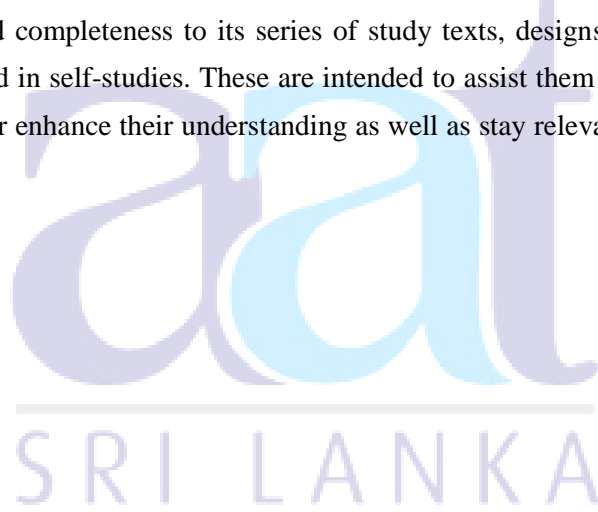 d completeness to its series of study texts, designs
d in self-studies. These are intended to assist them
r enhance their understanding as well as stay releva
aat
SRI LANKA